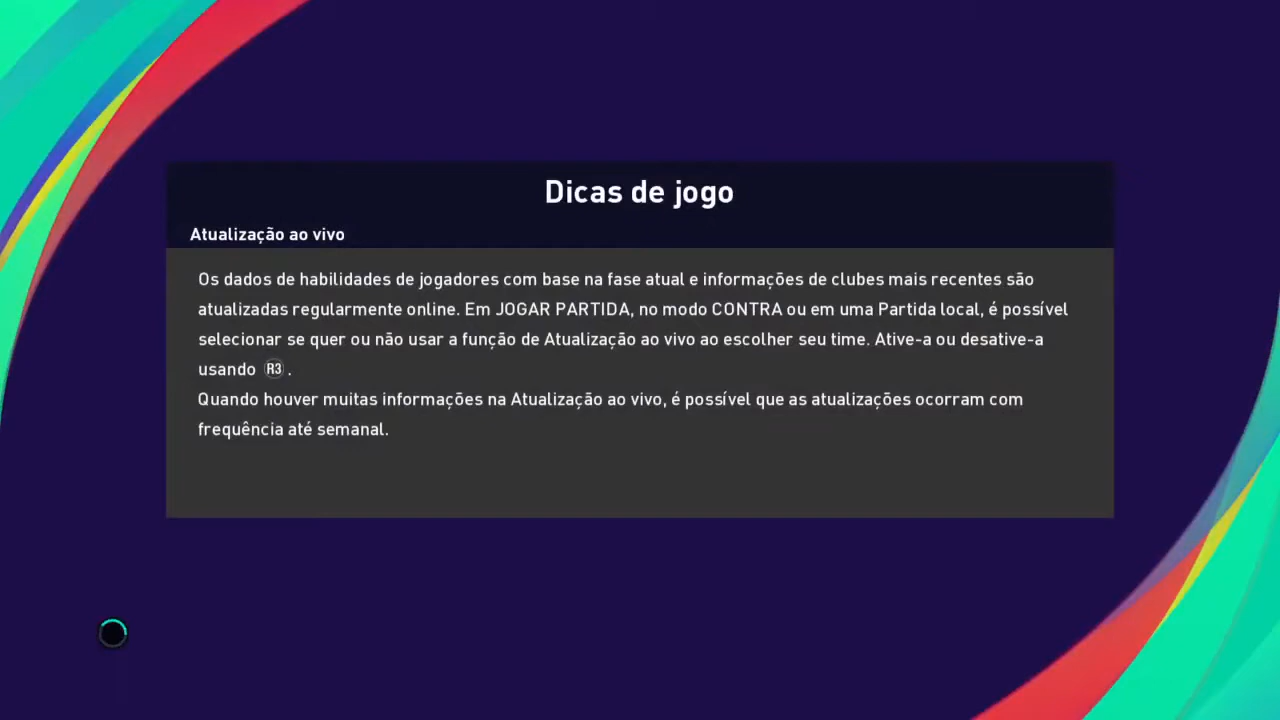 Dicas de jogo
Atualização ao vivo
Os dados de habilidades de jogadores com base na fase atual e informações de clubes mais recentes são
atualizadas regularmente online. Em JOGAR PARTIDA, no modo CONTRA ou em uma Partida local, é possível
selecionar se quer ou não usar a função de Atualização ao vivo ao escolher seu time. Ative-a ou desative-a
usando R3 .
Quando houver muitas informações na Atualização ao vivo, é possível que as atualizações ocorram com
frequência até semanal.